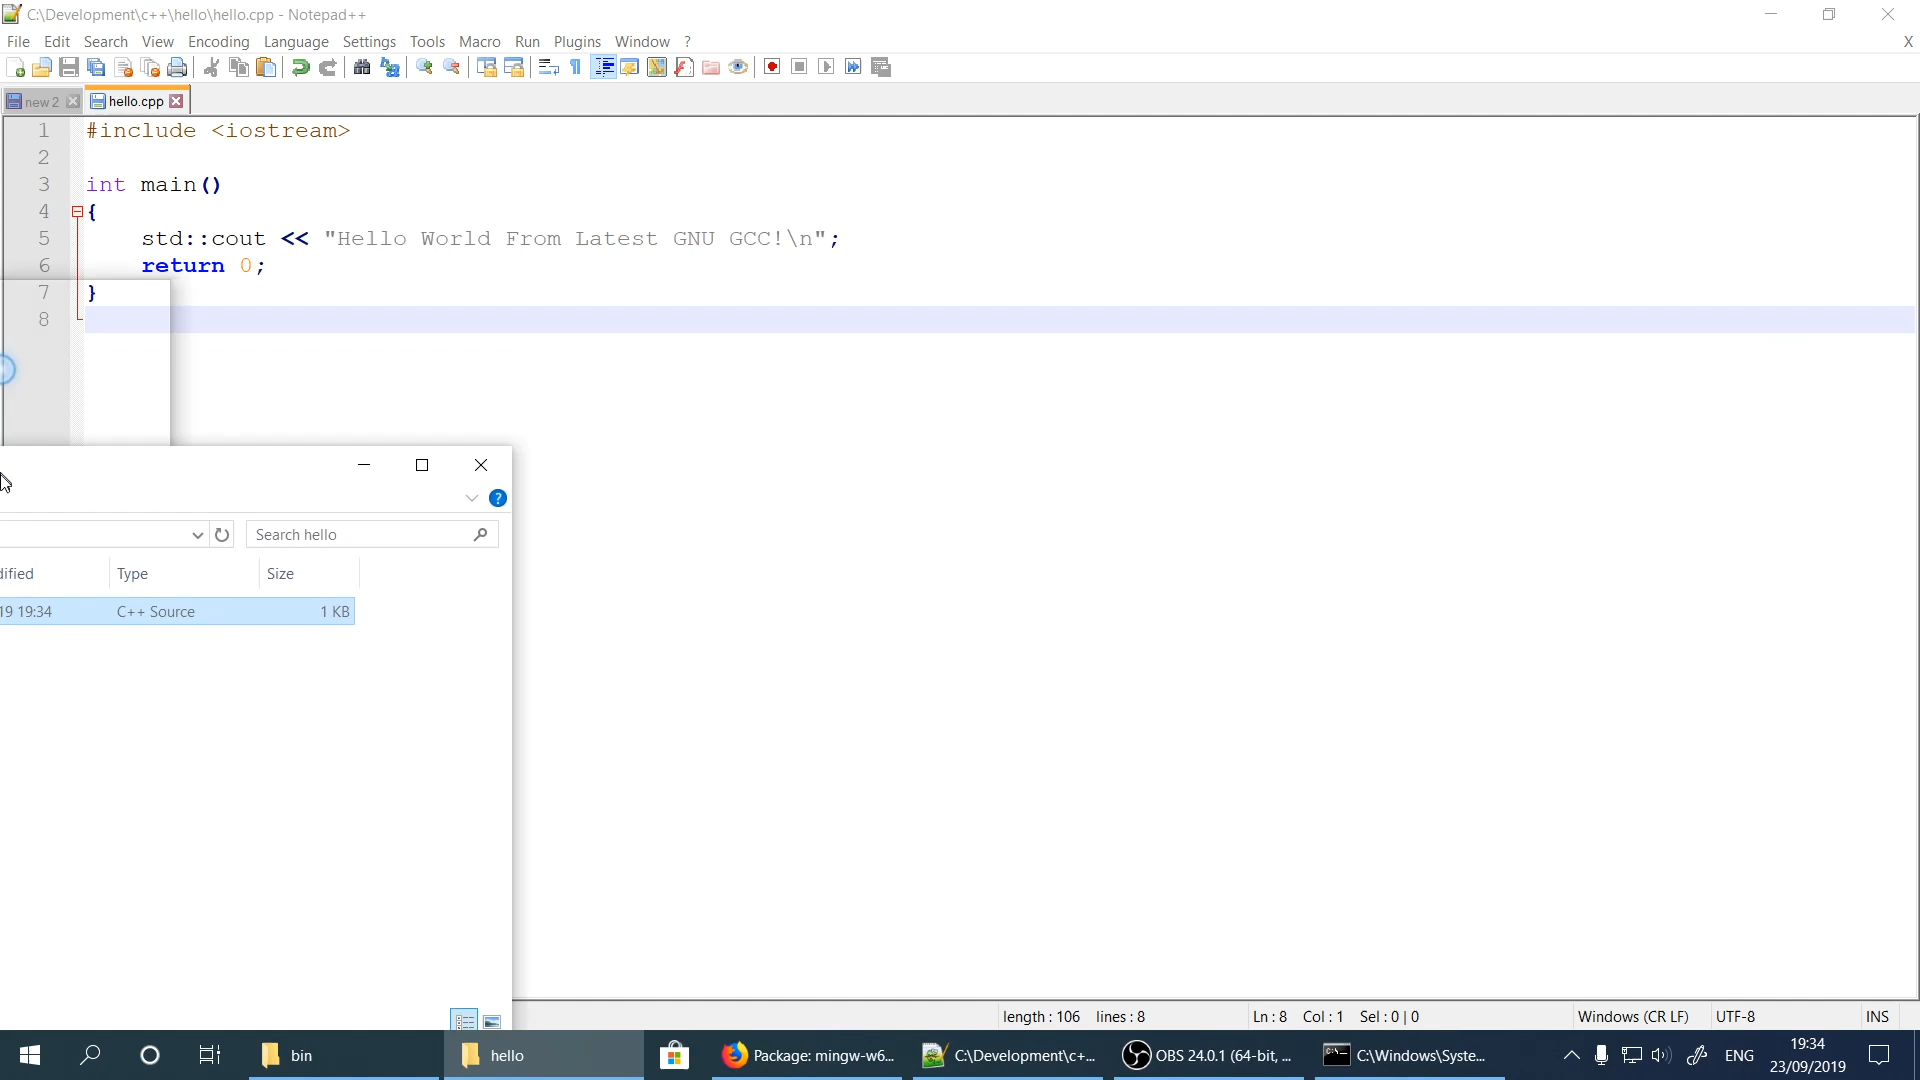 C:\Development\c++\hello\hello.cpp - Notepad++
File Edit Search View Encoding Language Settings Tools Macro Run Plugins Window ? X
new 2 hello.cpp
1 #include <iostream>
2
3 int main()
4 {
5 std::cout << "Hello World From Latest GNU GCC!\n";
6 return 0;
7 }
8
Search hello
dified Type Size
19 19:34 C++ Source 1 KB
length : 106 lines : 8 Ln : 8 Col : 1 Sel : 0 | 0 Windows (CR LF) UTF-8 INS
bin hello Package: mingw-w6... C:\Development\c+... OBS 24.0.1 (64-bit, ... C:\Windows\Syste... ENG 19:34
23/09/2019